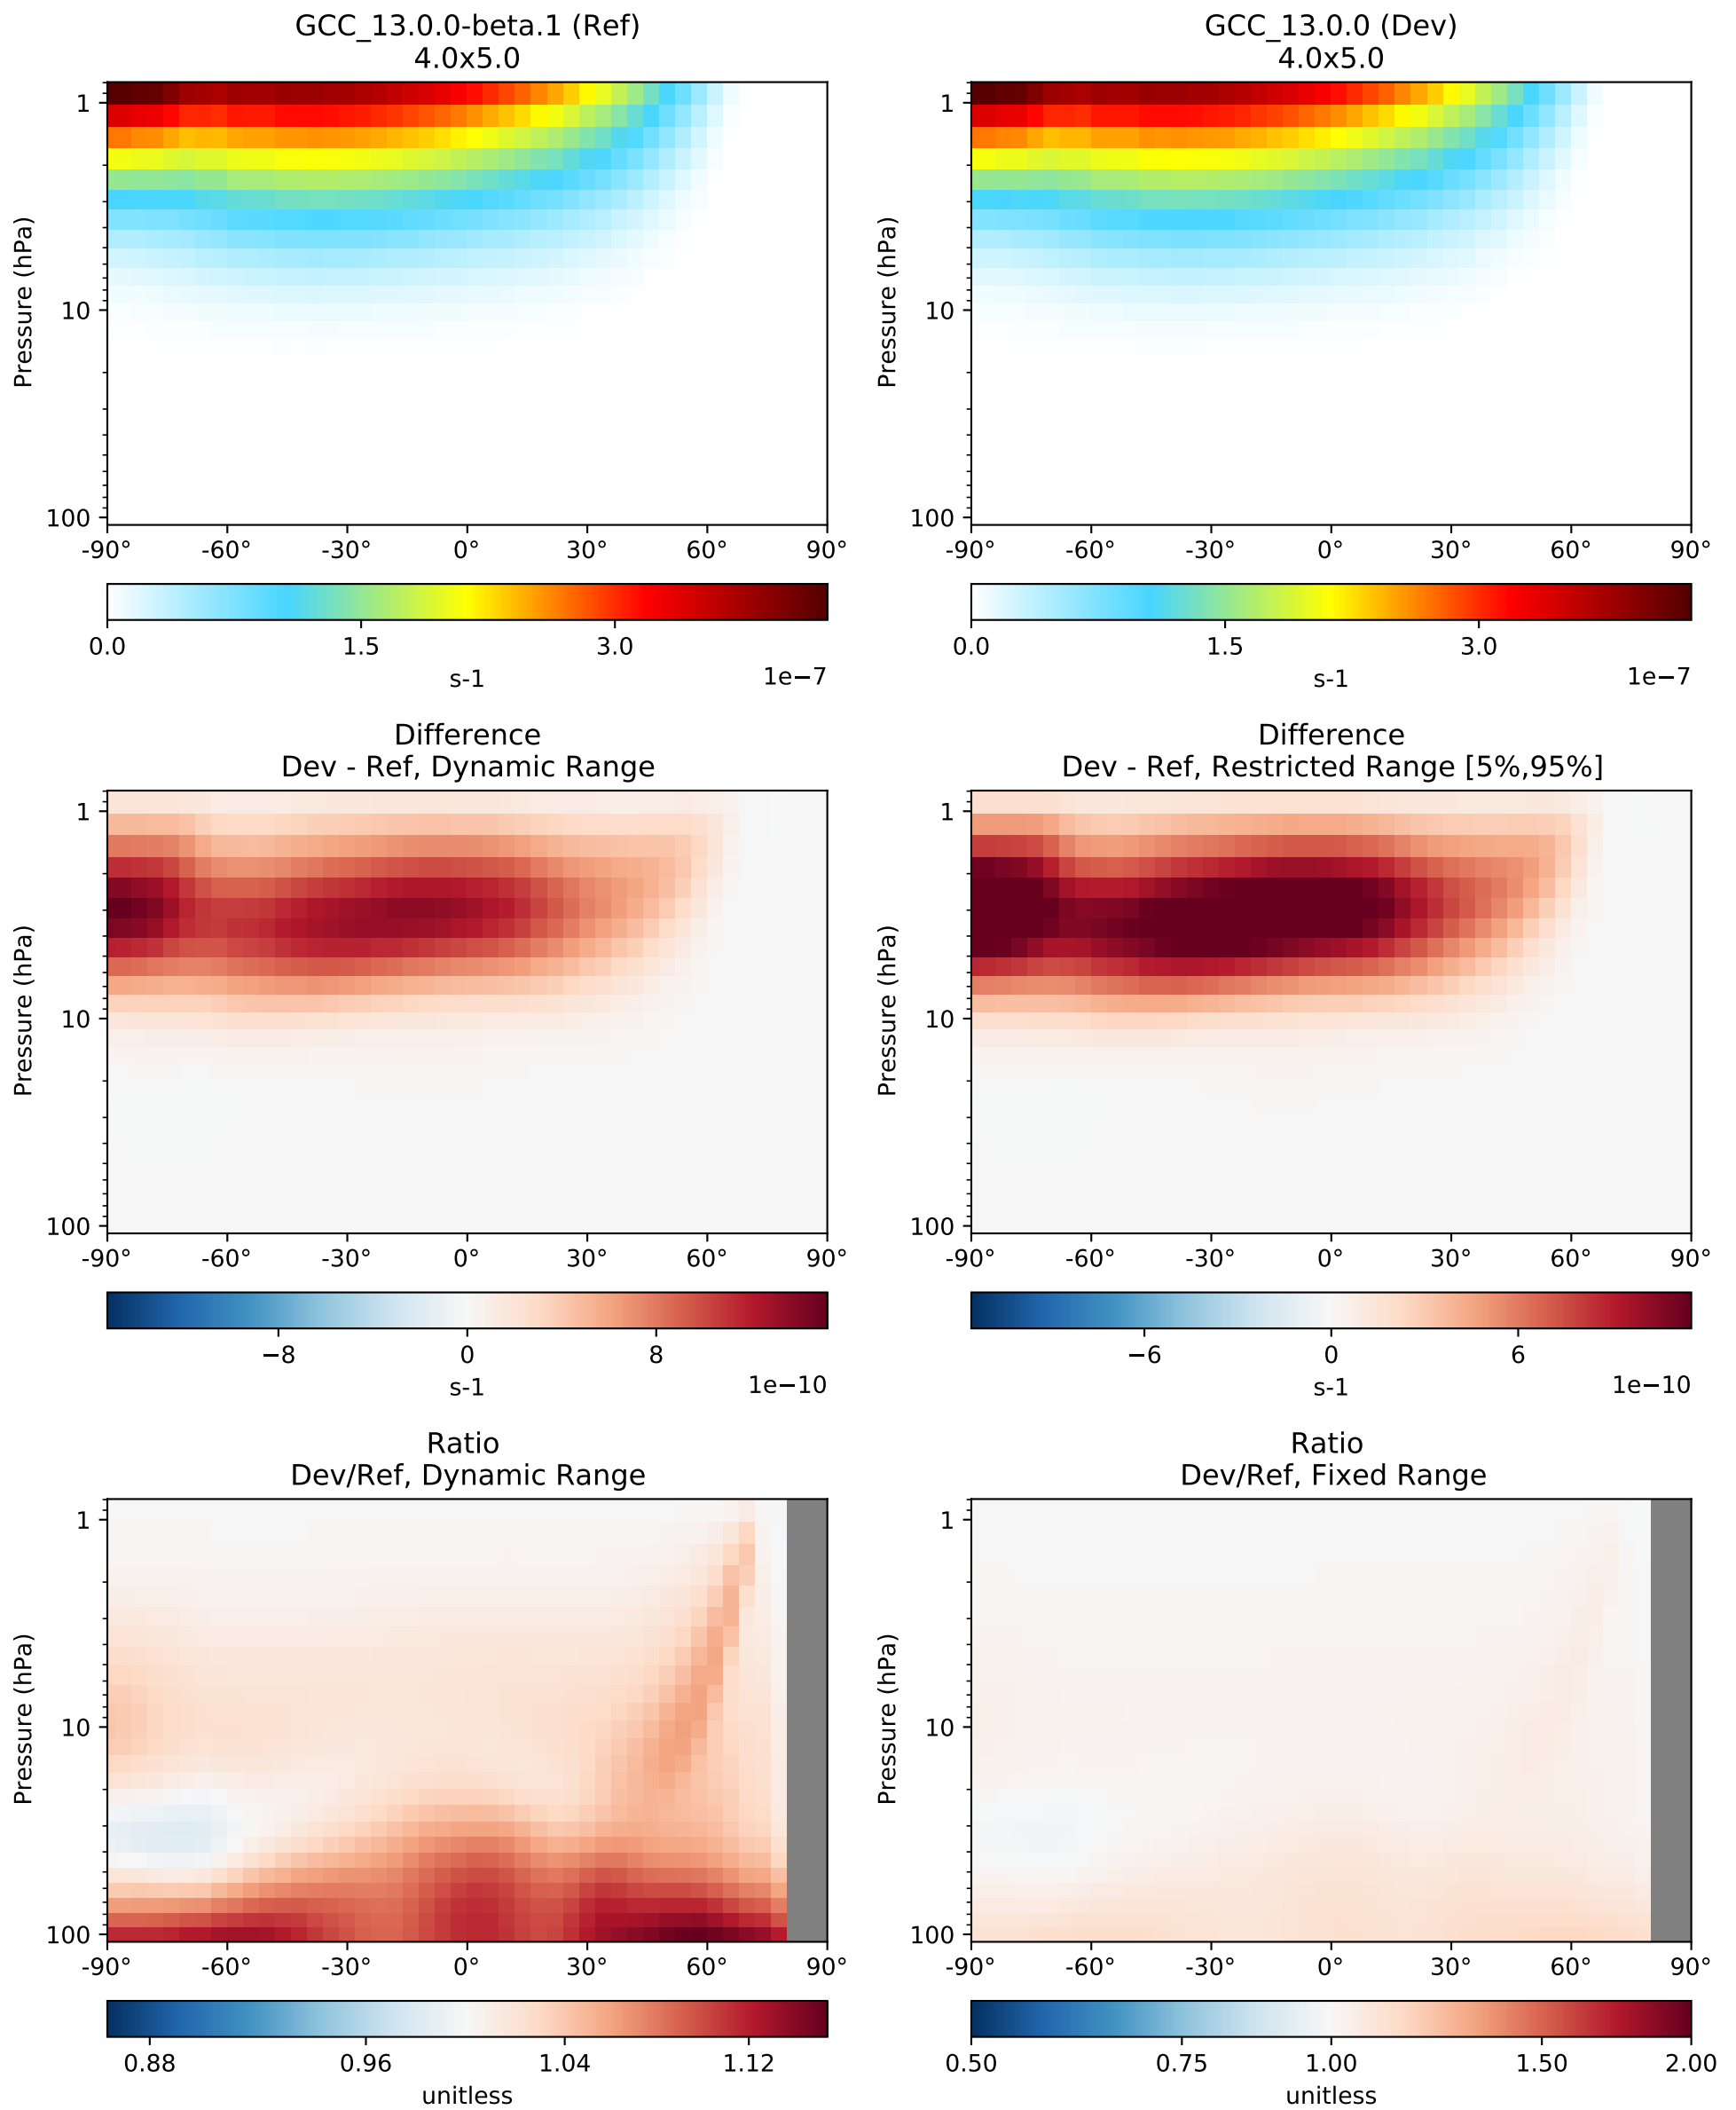 GCC_13.0.0-beta.1 (Ref)
4.0x5.0
GCC_13.0.0 (Dev)
4.0x5.0
Pressure (hPa)
1
10
100
-90° -60° -30° 0° 30° 60° 90°
0.0 1.5 3.0
s-1
1e−7
Pressure (hPa)
1
10
100
-90° -60° -30° 0° 30° 60° 90°
0.0 1.5 3.0
s-1
1e−7
Difference
Dev - Ref, Dynamic Range
Difference
Dev - Ref, Restricted Range [5%,95%]
Pressure (hPa)
1
10
100
-90° -60° -30° 0° 30° 60° 90°
−8 0 8
s-1
1e−10
Pressure (hPa)
1
10
100
-90° -60° -30° 0° 30° 60° 90°
−6 0 6
s-1
1e−10
Ratio
Dev/Ref, Dynamic Range
Ratio
Dev/Ref, Fixed Range
Pressure (hPa)
1
10
100
-90° -60° -30° 0° 30° 60° 90°
0.88 0.96 1.04 1.12
unitless
Pressure (hPa)
1
10
100
-90° -60° -30° 0° 30° 60° 90°
0.50 0.75 1.00 1.50 2.00
unitless